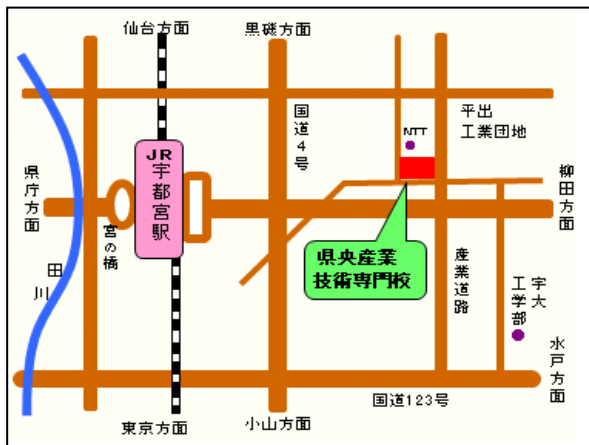 仙台方面
黒磯方面
国道4号
平出
工業団地
NTT
JR
宇都宮駅
県庁方面
柳田方面
宮の橋
県央産業
技術専門校
田川
産業道路
宇大
工学部
水戸方面
国道123号
東京方面
小山方面